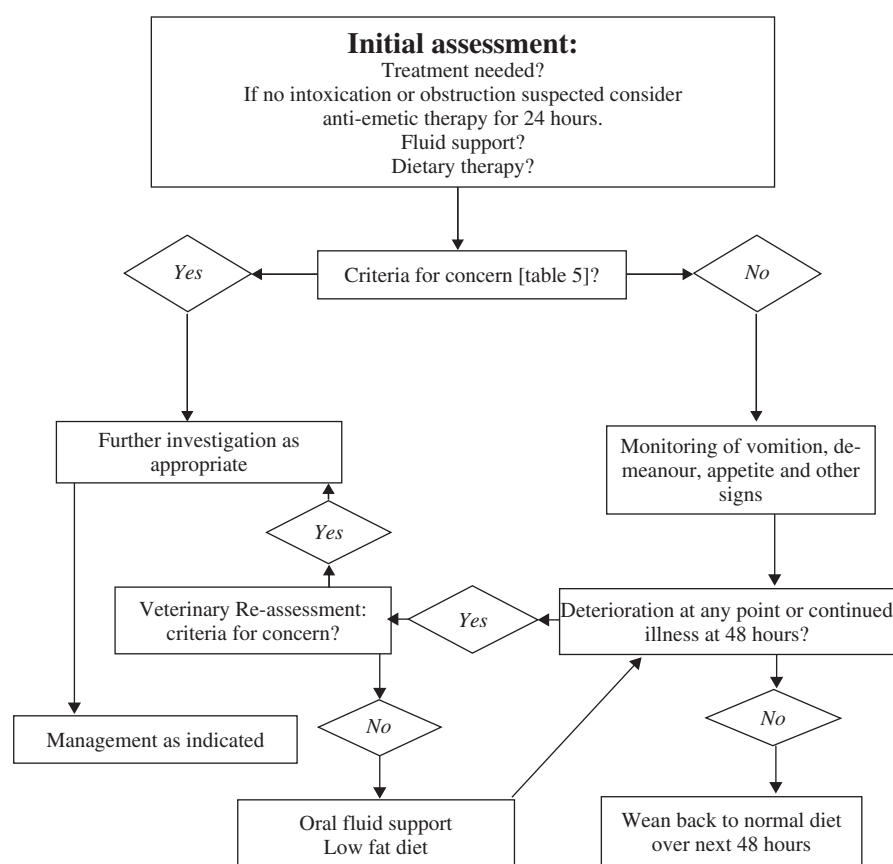 Initial assessment:
Treatment needed?
If no intoxication or obstruction suspected consider
anti-emetic therapy for 24 hours.
Fluid support?
Dietary therapy?
Yes
Criteria for concern [table 5]?
No
Further investigation as
appropriate
Monitoring of vomition, de-
meanour, appetite and other
signs
Yes
Veterinary Re-assessment:
criteria for concern?
Yes
Deterioration at any point or continued
illness at 48 hours?
Management as indicated
No
No
Oral fluid support
Low fat diet
Wean back to normal diet
over next 48 hours